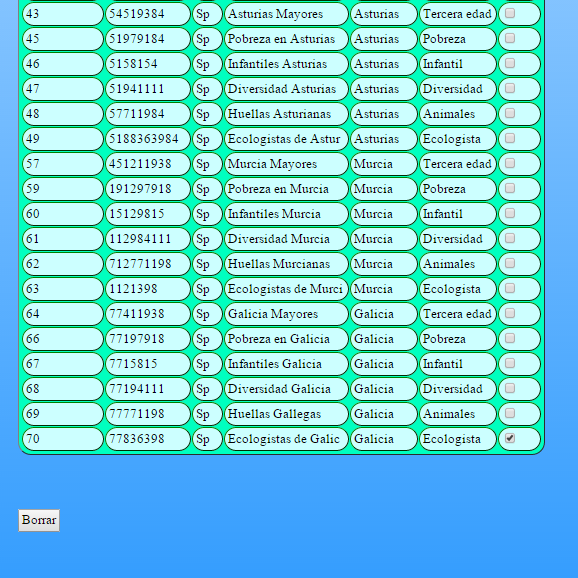 43 54519384 Sp Asturias Mayores Asturias Tercera edad
45 51979184 Sp Pobreza en Asturias Asturias Pobreza
46 5158154 Sp Infantiles Asturias Asturias Infantil
47 51941111 Sp Diversidad Asturias Asturias Diversidad
48 57711984 Sp Huellas Asturianas Asturias Animales
49 5188363984 Sp Ecologistas de Astur Asturias Ecologista
57 451211938 Sp Murcia Mayores Murcia Tercera edad
59 191297918 Sp Pobreza en Murcia Murcia Pobreza
60 15129815 Sp Infantiles Murcia Murcia Infantil
61 112984111 Sp Diversidad Murcia Murcia Diversidad
62 712771198 Sp Huellas Murcianas Murcia Animales
63 1121398 Sp Ecologistas de Murci Murcia Ecologista
64 77411938 Sp Galicia Mayores Galicia Tercera edad
66 77197918 Sp Pobreza en Galicia Galicia Pobreza
67 7715815 Sp Infantiles Galicia Galicia Infantil
68 77194111 Sp Diversidad Galicia Galicia Diversidad
69 77771198 Sp Huellas Gallegas Galicia Animales
70 77836398 Sp Ecologistas de Galic Galicia Ecologista
Borrar